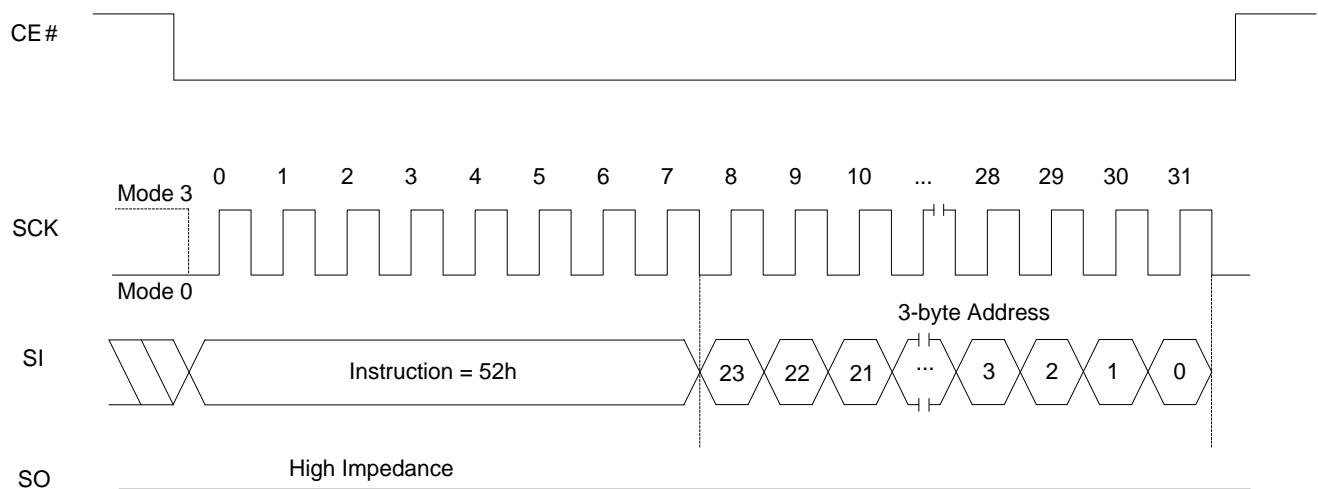 CE #
0 1 2 3 4 5 6 7 8 9 10 ... 28 29 30 31
Mode 3
SCK
Mode 0
3-byte Address
SI
Instruction = 52h
23 22 21 ... 3 2 1 0
High Impedance
SO